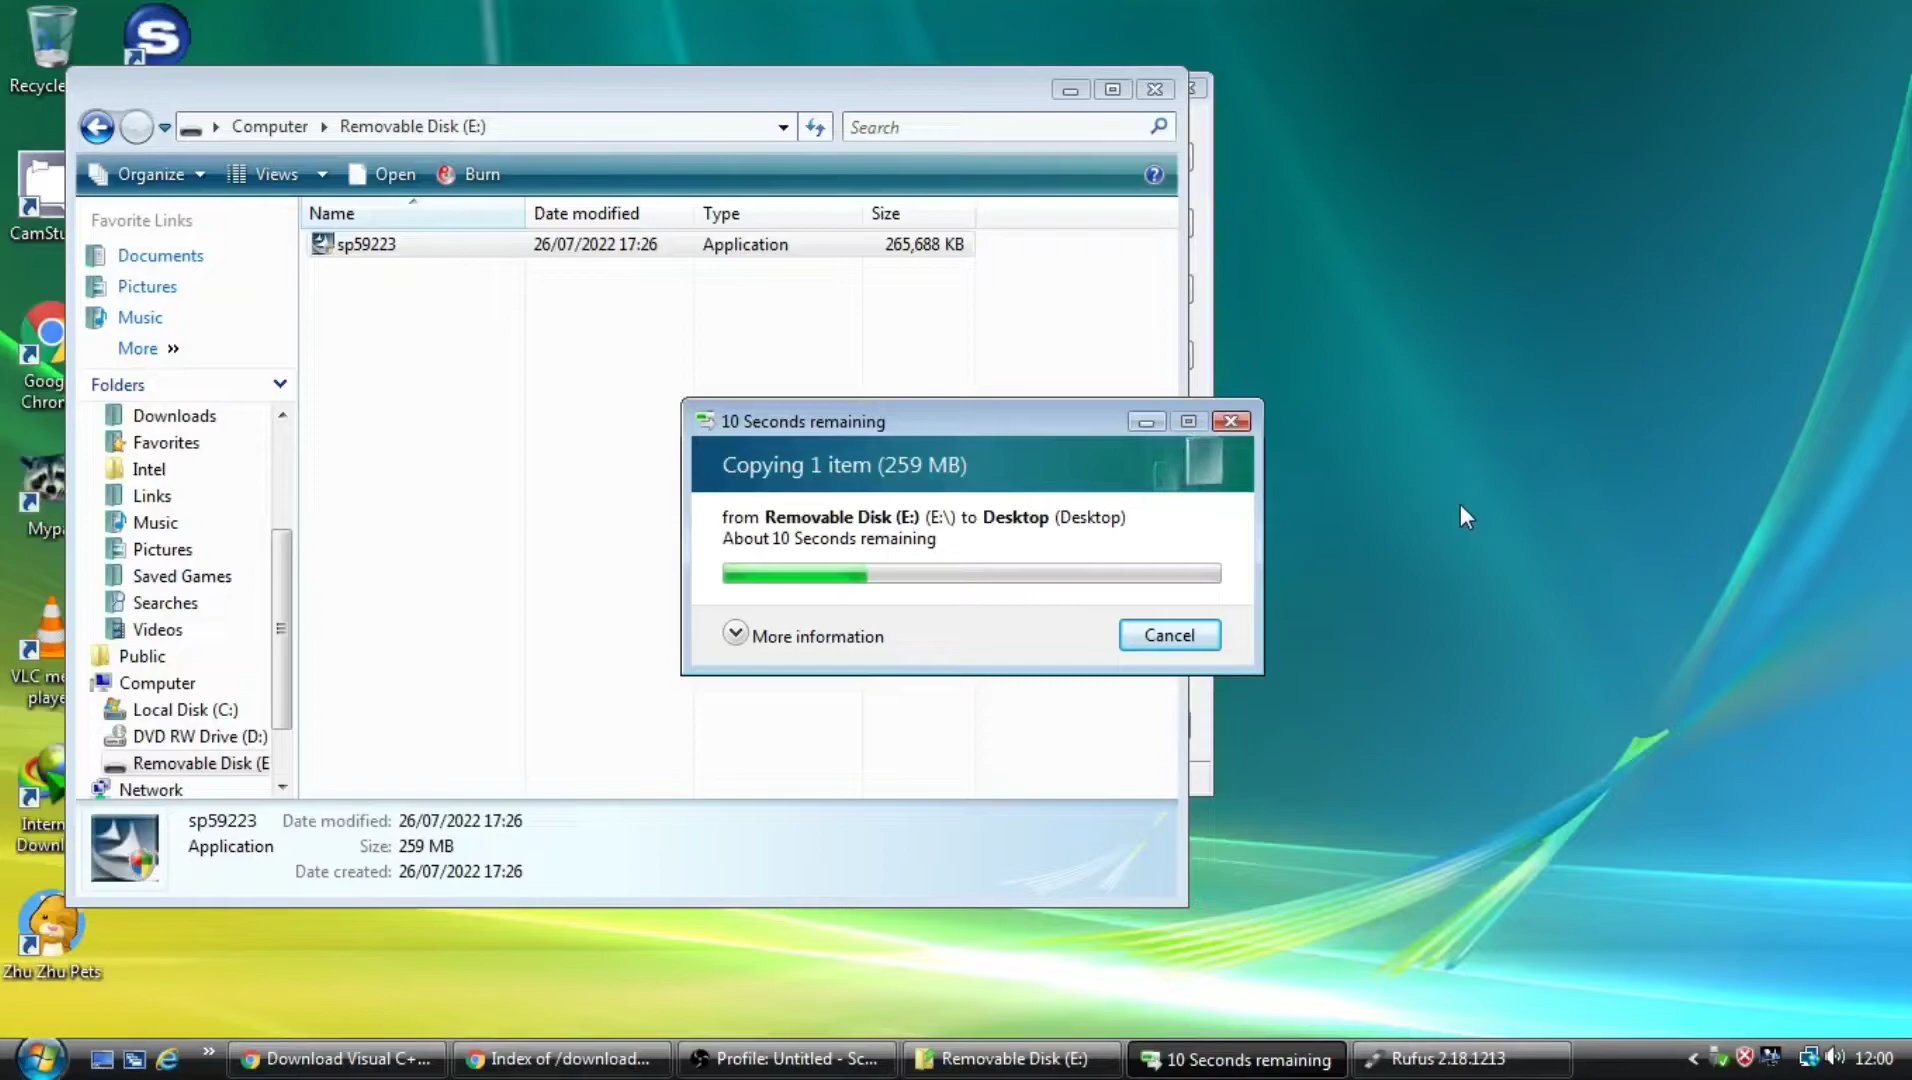 Recycle
S
Computer
Removable Disk (E:)
Search
Organize
Views
Open
Burn
?
CamStu
Goog
Chron
Mypa
VLC me
playe
Intern
Downl
Zhu Zhu Pets
Favorite Links
Documents
Pictures
Music
More »
Folders
Downloads
Favorites
Intel
Links
Music
Pictures
Saved Games
Searches
Videos
Public
Computer
Local Disk (C:)
DVD RW Drive (D:)
Removable Disk (E
Network
Name Date modified Type Size
sp59223 26/07/2022 17:26 Application 265,688 KB
10 Seconds remaining
Copying 1 item (259 MB)
from Removable Disk (E:) (E:\) to Desktop (Desktop)
About 10 Seconds remaining
More information
Cancel
sp59223 Date modified: 26/07/2022 17:26
Application Size: 259 MB
Date created: 26/07/2022 17:26
Download Visual C+...
Index of /download...
Profile: Untitled - Sc...
Removable Disk (E:)
10 Seconds remaining
Rufus 2.18.1213
12:00